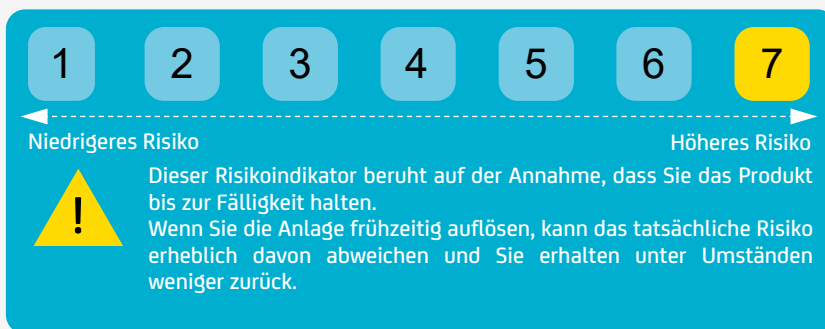 1 2 3 4 5 6 7
Niedrigeres Risiko Höheres Risiko
Dieser Risikoindikator beruht auf der Annahme, dass Sie das Produkt
bis zur Fälligkeit halten.
! Wenn Sie die Anlage frühzeitig auflösen, kann das tatsächliche Risiko
erheblich davon abweichen und Sie erhalten unter Umständen
weniger zurück.